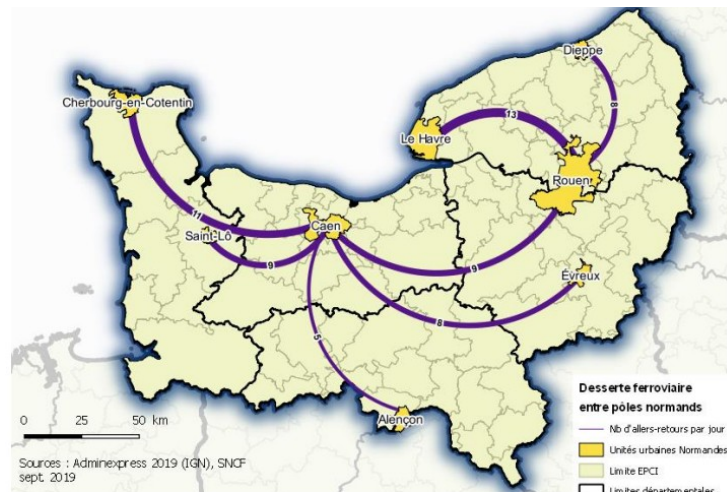 Dieppe
Cherbourg-en-Cotentin
Le Havre
13
8
Rouen
11
Saint-Lô
Caen
9
9
Évreux
8
5
Alençon
0 25 50 km
Sources : Adminexpress 2019 (IGN), SNCF
sept. 2019
Desserte ferroviaire
entre pôles normands
Nb d'allers-retours par jour
Unités urbaines Normandes
Limite EPCI
Limites départementales